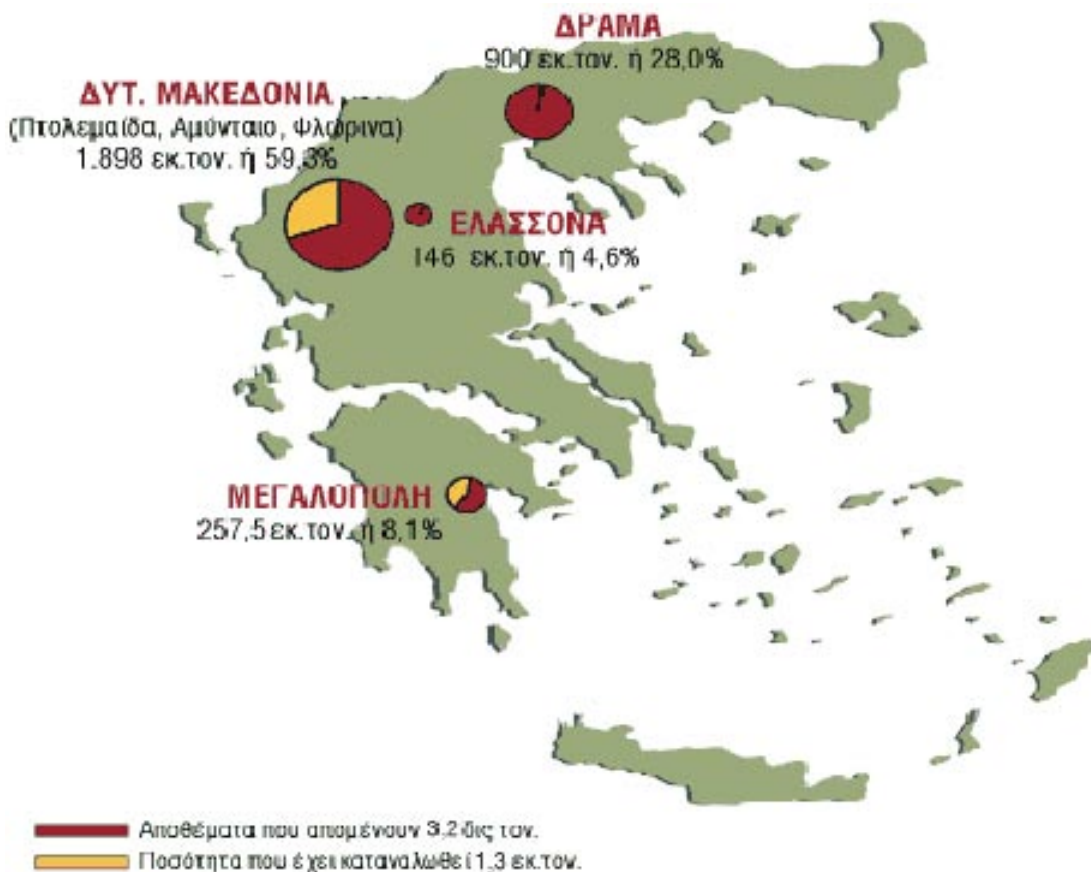 ΔΡΑΜΑ
900 εκ.τον. ή 28,0%
ΔΥΤ. ΜΑΚΕΔΟΝΙΑ
(Πτολεμαίδα, Αμύνταιο, Φλώρινα)
1.898 εκ.τον. ή 59,3%
ΕΛΑΣΣΟΝΑ
146 εκ.τον. ή 4,6%
ΜΕΓΑΛΟΠΟΛΗ
257,5 εκ.τον. ή 8,1%
Αποθέματα που απομένουν 3,2 δις τον.
Ποσότητα που έχει καταναλωθεί 1,3 εκ.τον.